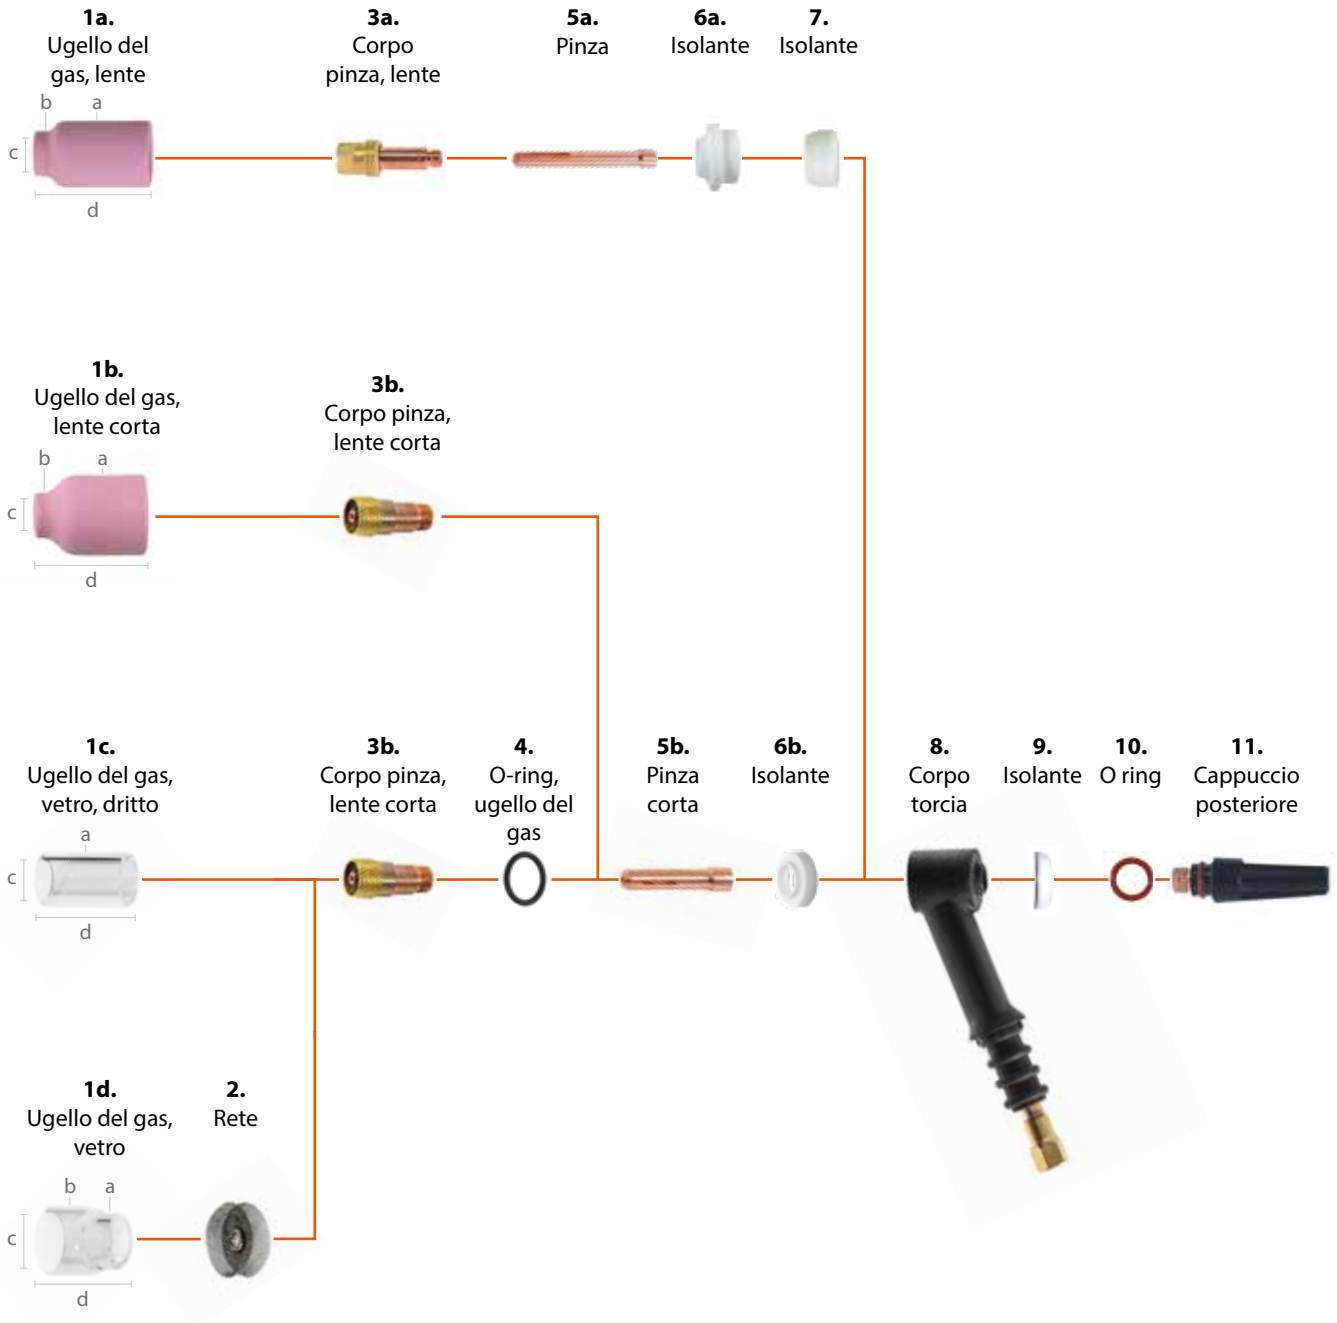 1a.
Ugello del
gas, lente
3a.
Corpo
pinza, lente
5a.
Pinza
6a.
Isolante
7.
Isolante
b
a
c
d
1b.
Ugello del gas,
lente corta
3b.
Corpo pinza,
lente corta
b
a
c
d
1c.
Ugello del gas,
vetro, dritto
3b.
Corpo pinza,
lente corta
4.
O-ring,
ugello del
gas
5b.
Pinza
corta
6b.
Isolante
8.
Corpo
torcia
9.
Isolante
10.
O ring
11.
Cappuccio
posteriore
a
c
d
1d.
Ugello del gas,
vetro
2.
Rete
b
a
c
d